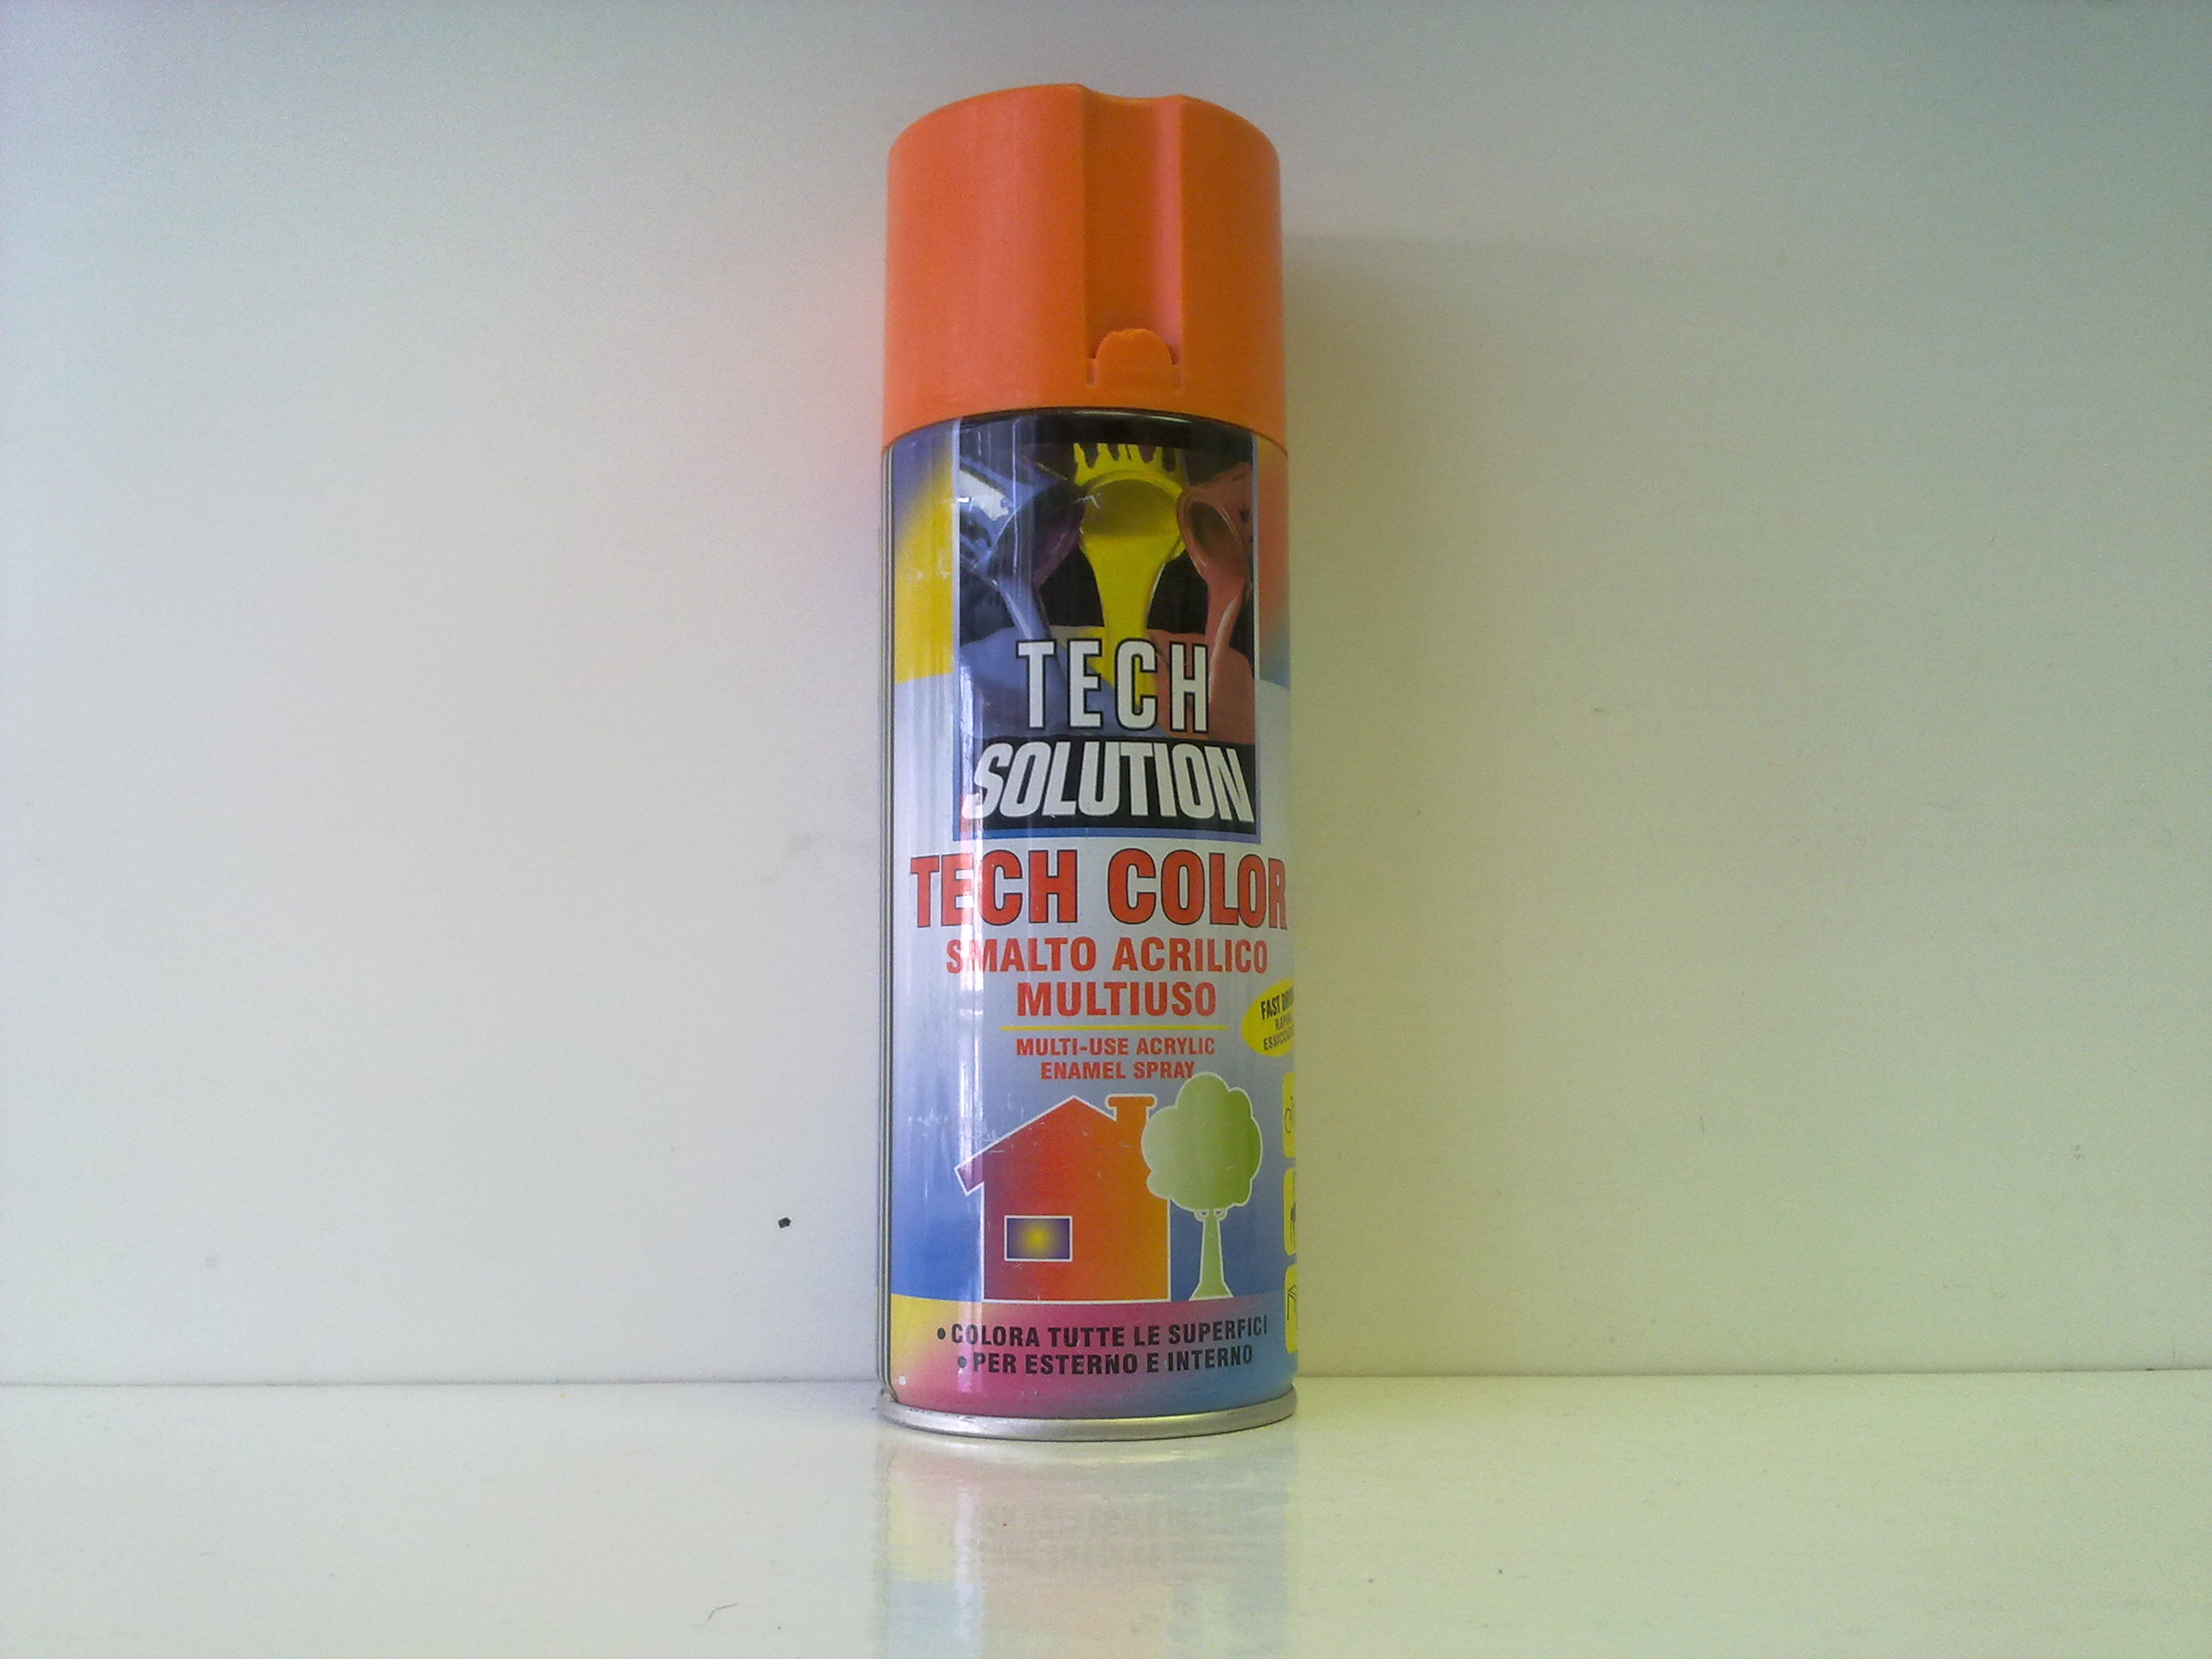 TECH
SOLUTION
TECH COLOR
SMALTO ACRILICO
MULTIUSO
MULTI-USE ACRYLIC
ENAMEL SPRAY
FAST
• COLORA TUTTE LE SUPERFICI
• PER ESTERNO E INTERNO